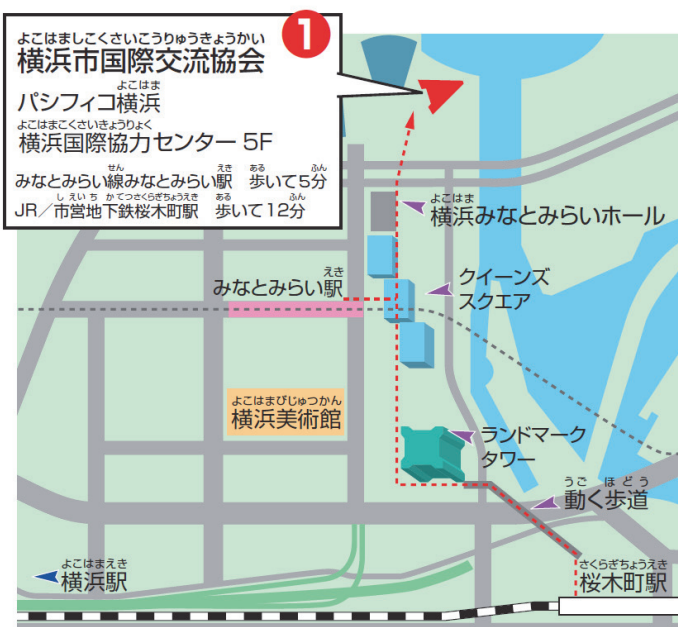 よこはましこくさいこうりゅうきょうかい
横浜市国際交流協会
1
よこはま
パシフィコ横浜
よこはまこくさいきょうりょく
横浜国際協力センター 5F
せん えき ある ふん
みなとみらい線みなとみらい駅 歩いて5分
しえいちかてつさくらぎちょうえき ある ふん
JR／市営地下鉄桜木町駅 歩いて12分
よこはま
横浜みなとみらいホール
えき
みなとみらい駅
クイーンズ
スクエア
よこはまびじゅつかん
横浜美術館
ランドマーク
タワー
うご ほどう
動く歩道
よこはまえき
横浜駅
さくらぎちょうえき
桜木町駅